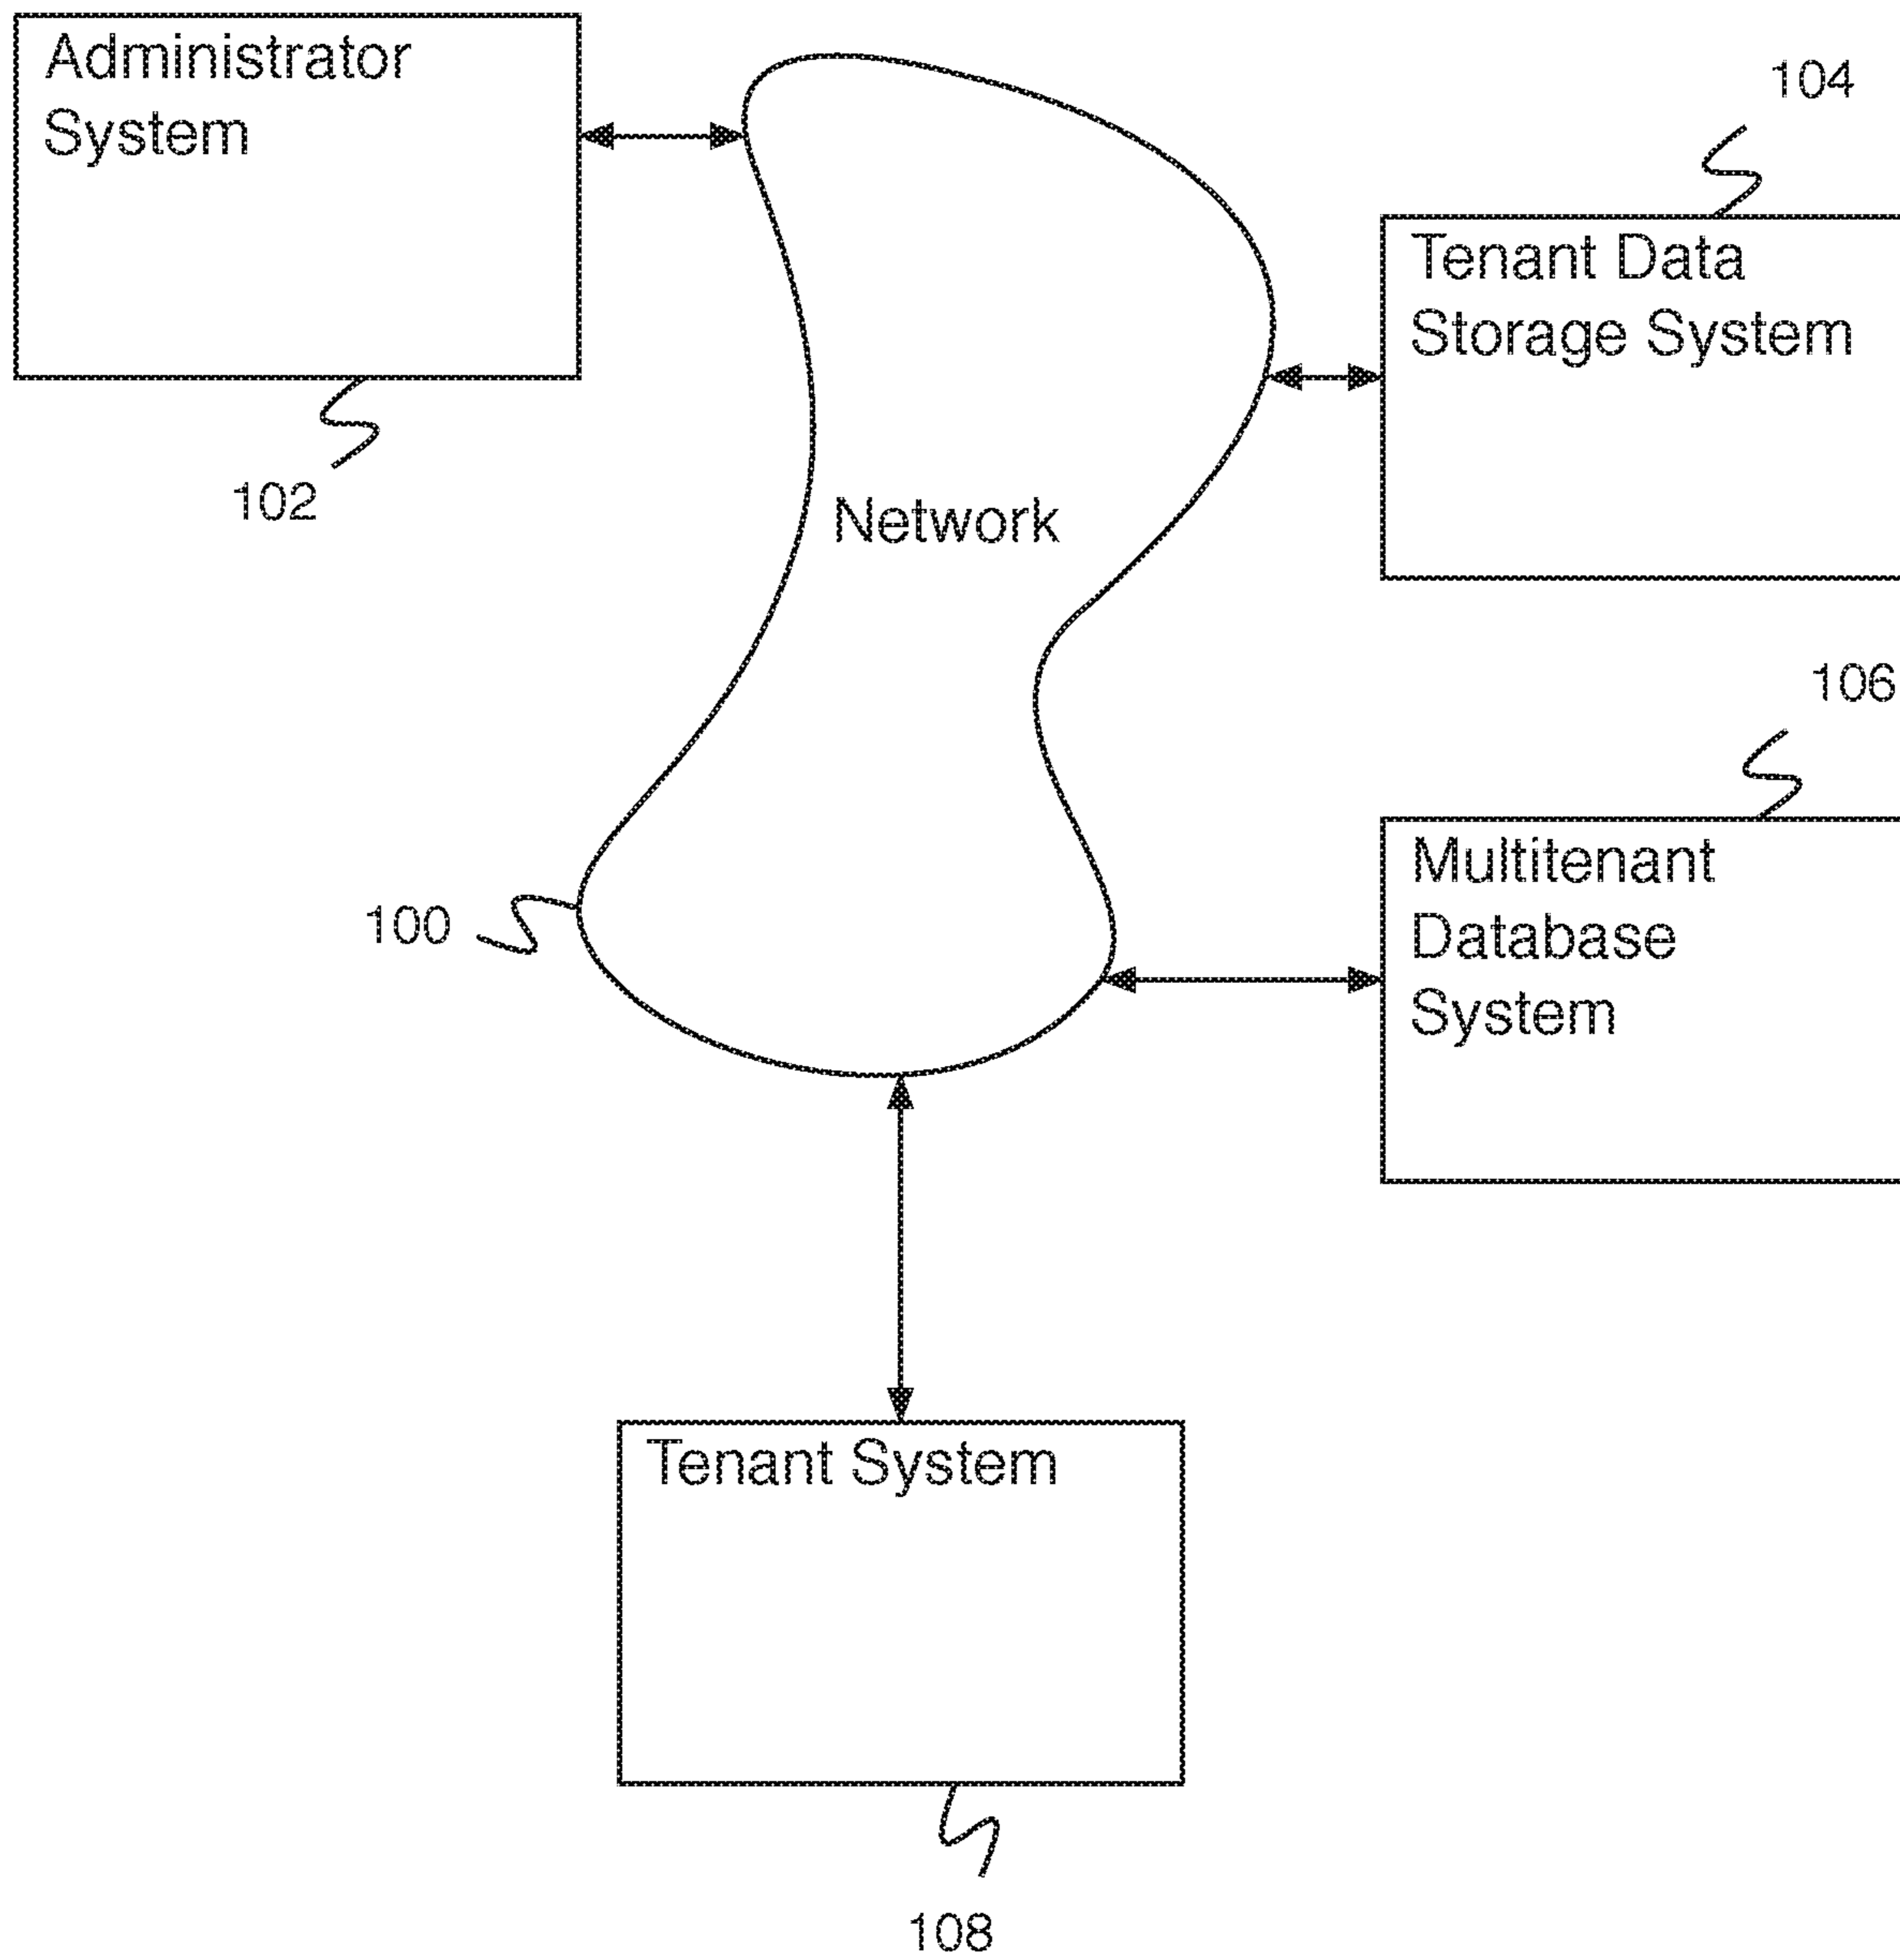 Administrator
System
104
Tenant Data
Storage System
102
Network
106
Multitenant
Database
System
100
Tenant System
108